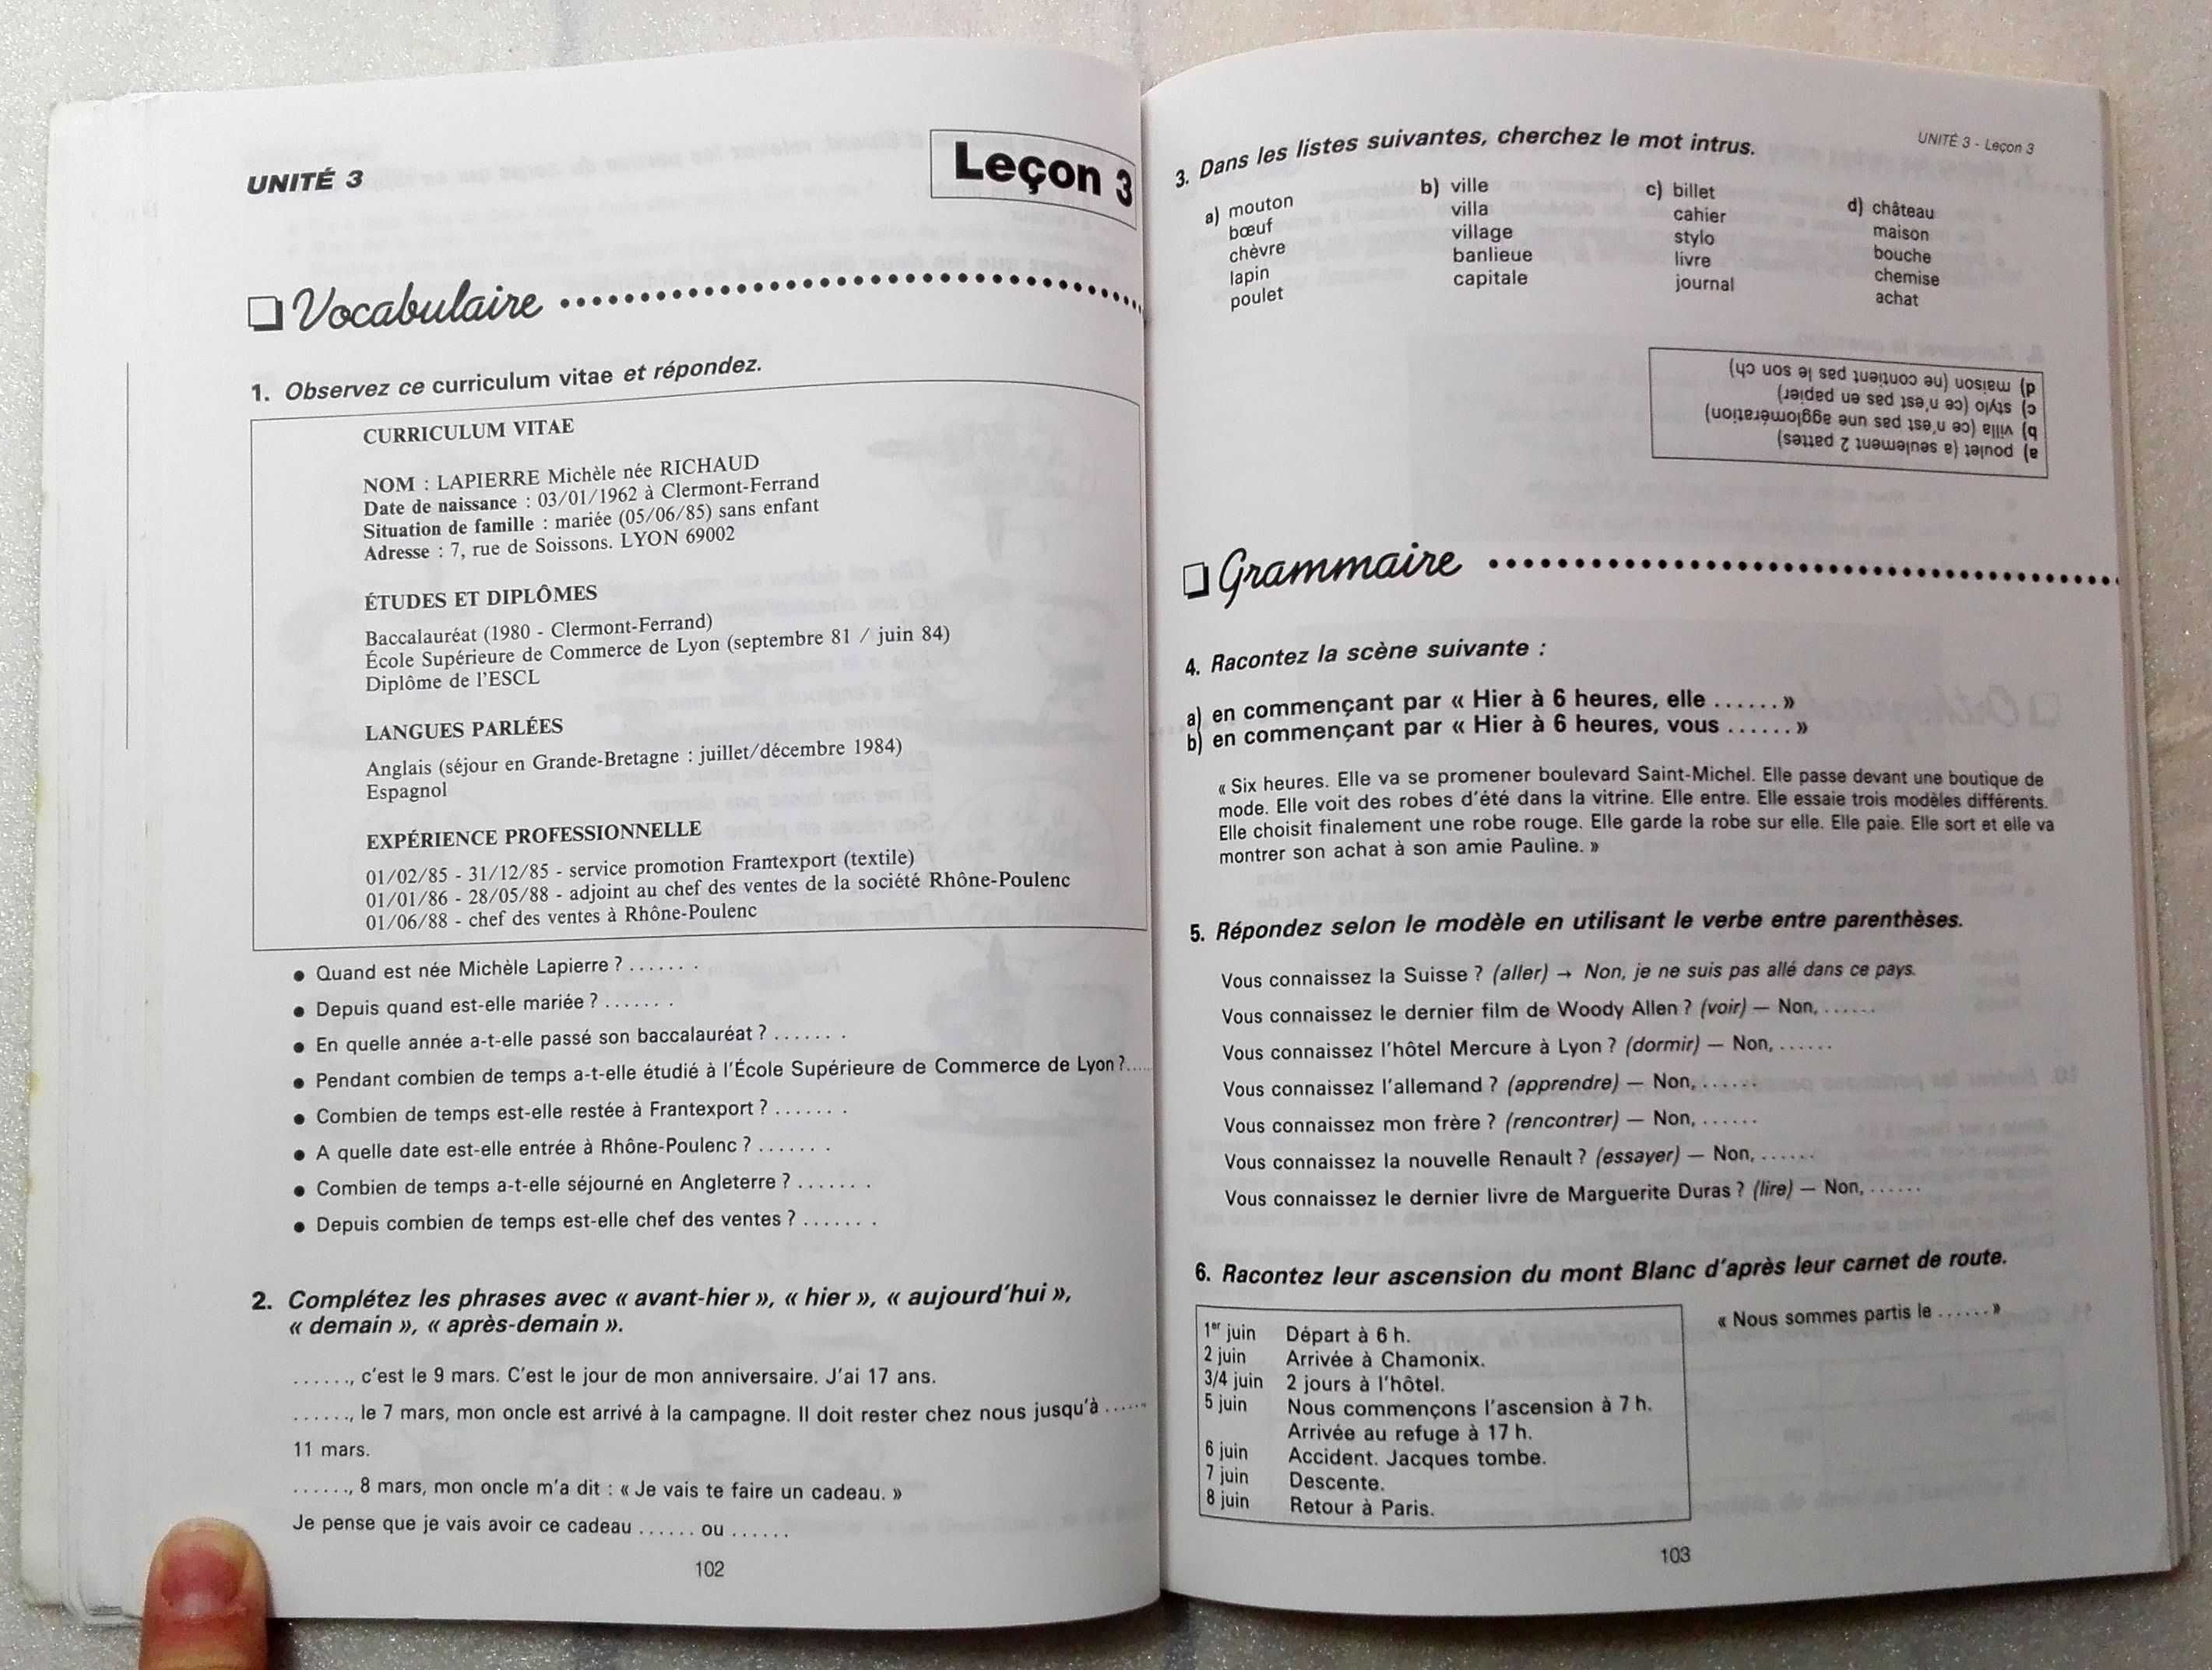 UNITÉ 3
Leçon 3
Vocabulaire
1. Observez ce curriculum vitae et répondez.
CURRICULUM VITAE
NOM : LAPIERRE Michèle née RICHAUD
Date de naissance : 03/01/1962 à Clermont-Ferrand
Situation de famille : mariée (05/06/85) sans enfant
Adresse : 7, rue de Soissons. LYON 69002
ÉTUDES ET DIPLÔMES
Baccalauréat (1980 - Clermont-Ferrand)
École Supérieure de Commerce de Lyon (septembre 81 / juin 84)
Diplôme de l'ESCL
LANGUES PARLÉES
Anglais (séjour en Grande-Bretagne : juillet/décembre 1984)
Espagnol
EXPÉRIENCE PROFESSIONNELLE
01/02/85 - 31/12/85 - service promotion Frantexport (textile)
01/01/86 - 28/05/88 - adjoint au chef des ventes de la société Rhône-Poulenc
01/06/88 - chef des ventes à Rhône-Poulenc
● Quand est née Michèle Lapierre ? .......
● Depuis quand est-elle mariée ? .......
● En quelle année a-t-elle passé son baccalauréat ? .......
● Pendant combien de temps a-t-elle étudié à l'École Supérieure de Commerce de Lyon ?.....
● Combien de temps est-elle restée à Frantexport ? .......
● A quelle date est-elle entrée à Rhône-Poulenc ? .......
● Combien de temps a-t-elle séjourné en Angleterre ? .......
● Depuis combien de temps est-elle chef des ventes ? .......
2. Complétez les phrases avec « avant-hier », « hier », « aujourd'hui »,
« demain », « après-demain ».
......, c'est le 9 mars. C'est le jour de mon anniversaire. J'ai 17 ans.
......, le 7 mars, mon oncle est arrivé à la campagne. Il doit rester chez nous jusqu'à ......
11 mars.
......, 8 mars, mon oncle m'a dit : « Je vais te faire un cadeau. »
Je pense que je vais avoir ce cadeau ...... ou ......
102
UNITÉ 3 - Leçon 3
3. Dans les listes suivantes, cherchez le mot intrus.
a) mouton
bœuf
chèvre
lapin
poulet
b) ville
villa
village
banlieue
capitale
c) billet
cahier
stylo
livre
journal
d) château
maison
bouche
chemise
achat
a) poulet (a seulement 2 pattes)
b) villa (ce n'est pas une agglomération)
c) stylo (ce n'est pas en papier)
d) maison (ne contient pas le son ch)
Grammaire
4. Racontez la scène suivante :
a) en commençant par « Hier à 6 heures, elle ...... »
b) en commençant par « Hier à 6 heures, vous ...... »
« Six heures. Elle va se promener boulevard Saint-Michel. Elle passe devant une boutique de
mode. Elle voit des robes d'été dans la vitrine. Elle entre. Elle essaie trois modèles différents.
Elle choisit finalement une robe rouge. Elle garde la robe sur elle. Elle paie. Elle sort et elle va
montrer son achat à son amie Pauline. »
5. Répondez selon le modèle en utilisant le verbe entre parenthèses.
Vous connaissez la Suisse ? (aller) → Non, je ne suis pas allé dans ce pays.
Vous connaissez le dernier film de Woody Allen ? (voir) — Non, ......
Vous connaissez l'hôtel Mercure à Lyon ? (dormir) — Non, ......
Vous connaissez l'allemand ? (apprendre) — Non, ......
Vous connaissez mon frère ? (rencontrer) — Non, ......
Vous connaissez la nouvelle Renault ? (essayer) — Non, ......
Vous connaissez le dernier livre de Marguerite Duras ? (lire) — Non, ......
6. Racontez leur ascension du mont Blanc d'après leur carnet de route.
1er juin Départ à 6 h.
2 juin Arrivée à Chamonix.
3/4 juin 2 jours à l'hôtel.
5 juin Nous commençons l'ascension à 7 h.
Arrivée au refuge à 17 h.
6 juin Accident. Jacques tombe.
7 juin Descente.
8 juin Retour à Paris.
« Nous sommes partis le ...... »
103